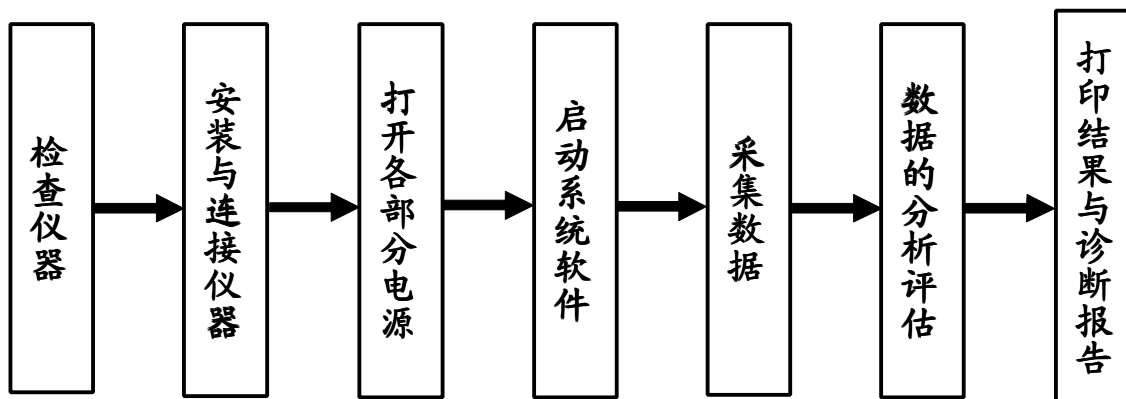 检查仪器
安装与连接仪器
打开各部分电源
启动系统软件
采集数据
数据的分析评估
打印结果与诊断报告